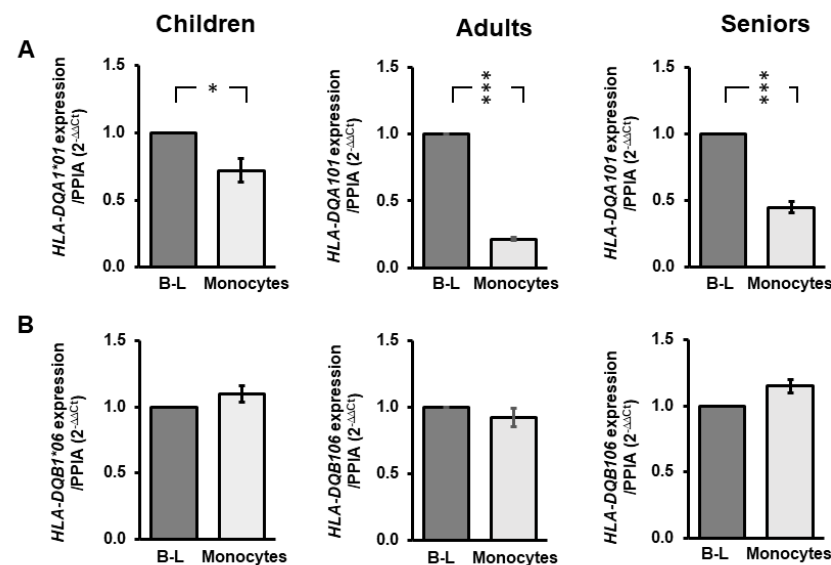 Children Adults Seniors
A
HLA-DQA1*01 expression
/PPIA (2-ΔΔCt)
1.5
1.0
0.5
0.0
*
B-L Monocytes
HLA-DQA101 expression
/PPIA (2-ΔΔCt)
1.5
1.0
0.5
0.0
***
B-L Monocytes
HLA-DQA101 expression
/PPIA (2-ΔΔCt)
1.5
1.0
0.5
0.0
***
B-L Monocytes
B
HLA-DQB1*06 expression
/PPIA (2-ΔΔCt)
1.5
1.0
0.5
0.0
B-L Monocytes
HLA-DQB106 expression
/PPIA (2-ΔΔCt)
1.5
1.0
0.5
0.0
B-L Monocytes
HLA-DQB106 expression
/PPIA (2-ΔΔCt)
1.5
1.0
0.5
0.0
B-L Monocytes